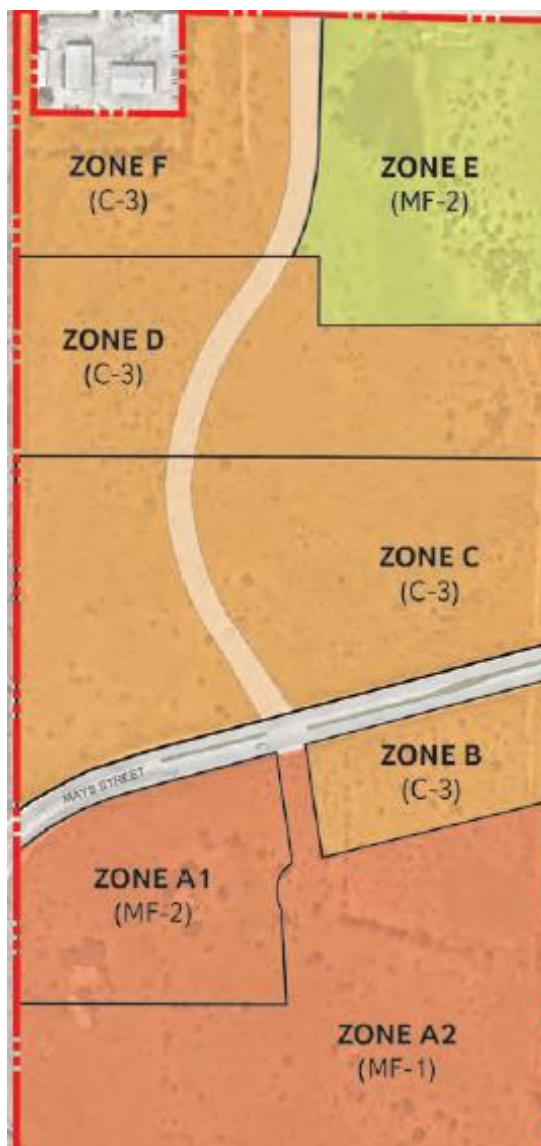 ZONE F
(C-3)
ZONE E
(MF-2)
ZONE D
(C-3)
ZONE C
(C-3)
ZONE B
(C-3)
MAYS STREET
ZONE A1
(MF-2)
ZONE A2
(MF-1)